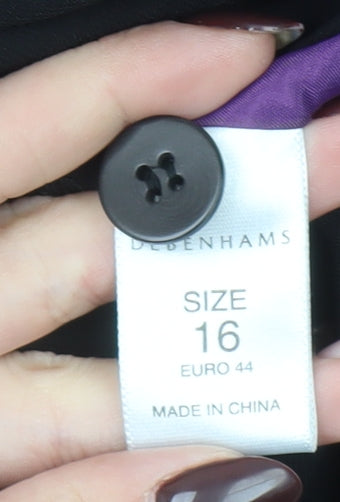 DEBENHAMS
SIZE
16
EURO 44
MADE IN CHINA